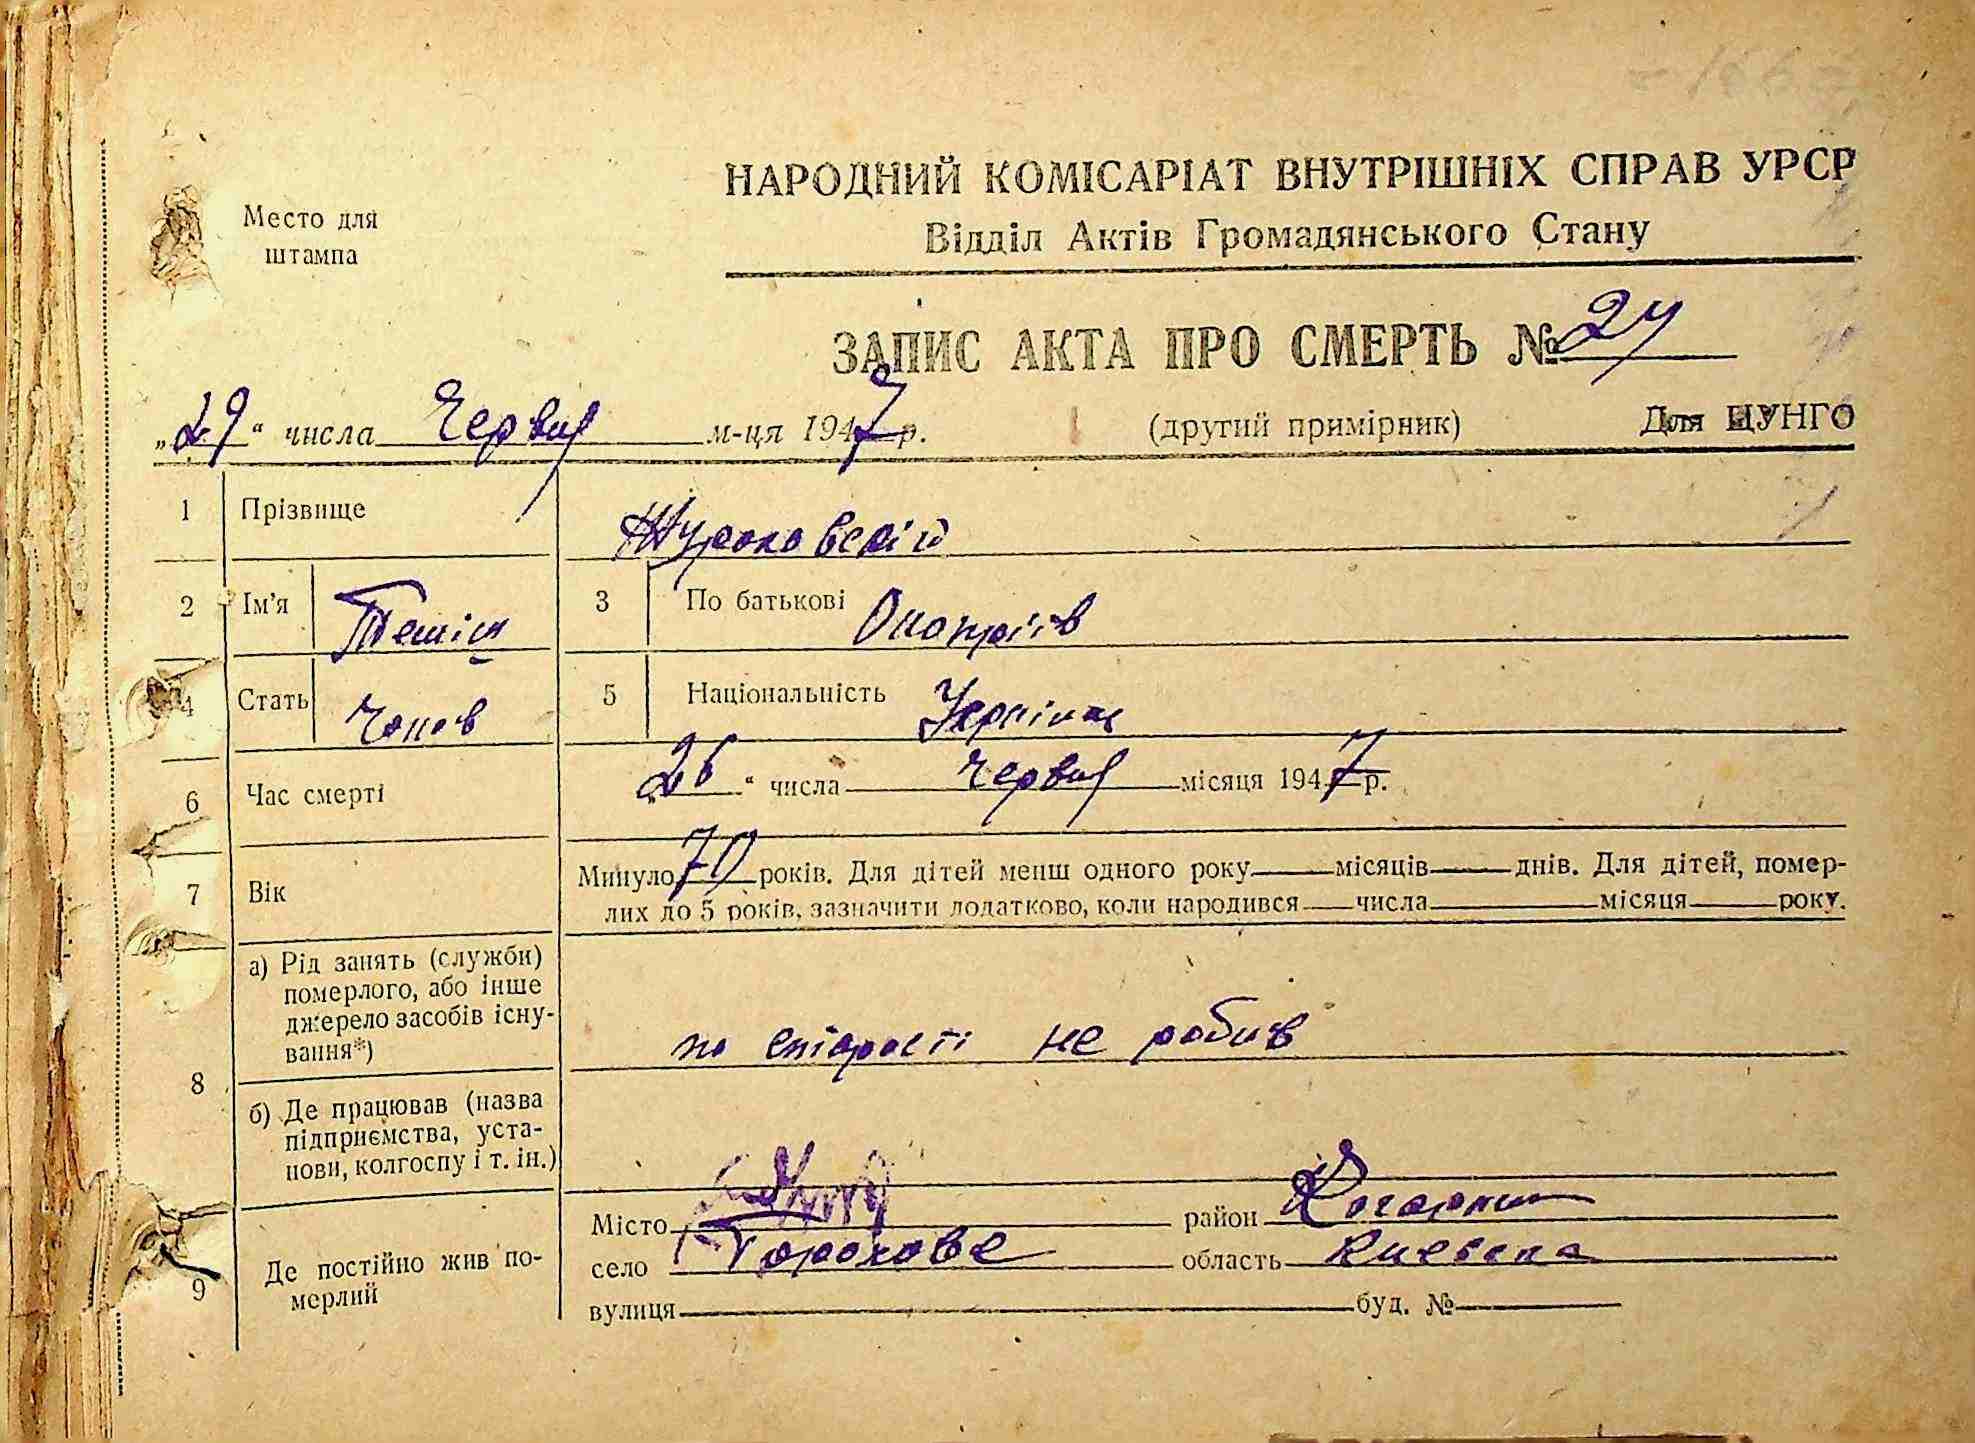 Место для
штампа
НАРОДНИЙ КОМІСАРІАТ ВНУТРІШНІХ СПРАВ УРСР
Відділ Актів Громадянського Стану
ЗАПИС АКТА ПРО СМЕРТЬ №
„29“ числа Червня м-ця 1947 р. (другий примірник) Для ЦУНГО
1 Прізвище
2 Ім'я 3 По батькові
4 Стать Чолов 5 Національність
6 Час смерті „26“ числа Червня місяця 1947 р.
7 Вік Минуло 70 років. Для дітей менш одного року місяців днів. Для дітей, помер-
лих до 5 років, зазначити додатково, коли народився числа місяця року.
8 а) Рід занять (служби)
померлого, або інше
джерело засобів існу-
вання*)
по старості не робив
б) Де працював (назва
підприємства, уста-
нови, колгоспу і т. ін.)
9 Де постійно жив по-
мерлий
Місто район
село Горохове область Києвська
вулиця буд. №